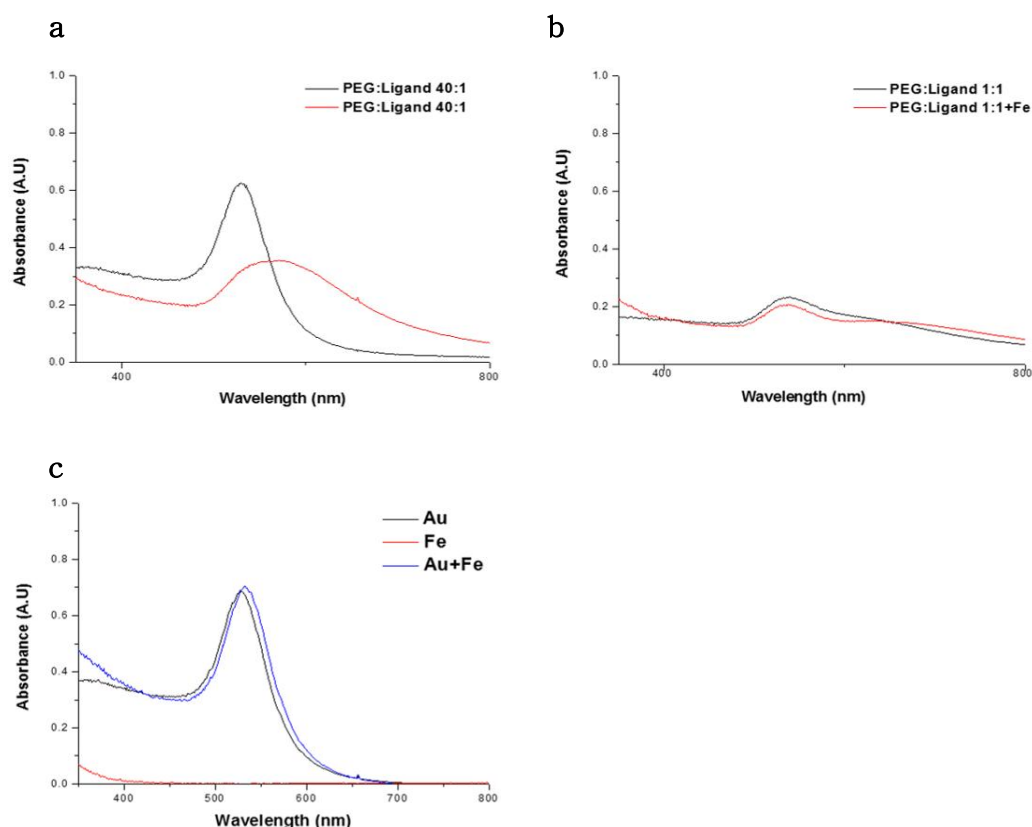 a
1.0
0.8
0.6
0.4
0.2
0.0
Absorbance (A.U)
PEG:Ligand 40:1
PEG:Ligand 40:1
400
800
Wavelength (nm)
b
1.0
0.8
0.6
0.4
0.2
0.0
Absorbance (A.U)
PEG:Ligand 1:1
PEG:Ligand 1:1+Fe
400
800
Wavelength (nm)
c
1.0
0.8
0.6
0.4
0.2
0.0
Absorbance (A.U)
Au
Fe
Au+Fe
400
500
600
700
800
Wavelength (nm)